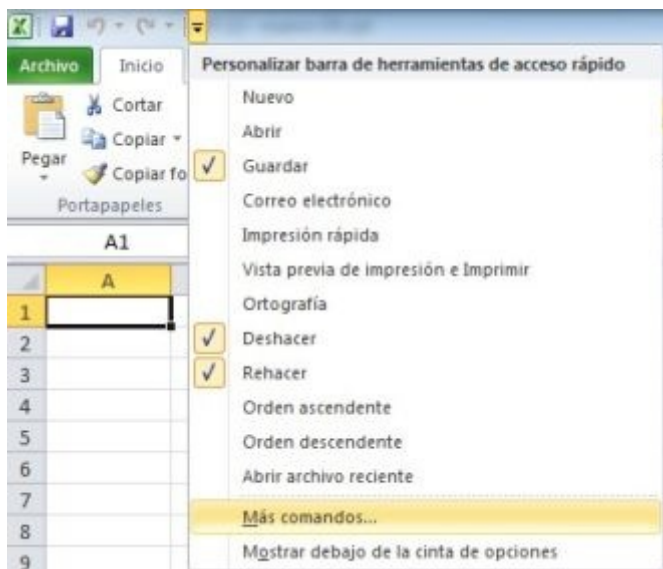 Archivo Inicio
Personalizar barra de herramientas de acceso rápido
Cortar
Copiar
Copiar fo
Pegar
Portapapeles
A1
A
1
2
3
4
5
6
7
8
9
Nuevo
Abrir
Guardar
Correo electrónico
Impresión rápida
Vista previa de impresión e Imprimir
Ortografía
Deshacer
Rehacer
Orden ascendente
Orden descendente
Abrir archivo reciente
Más comandos...
Mostrar debajo de la cinta de opciones